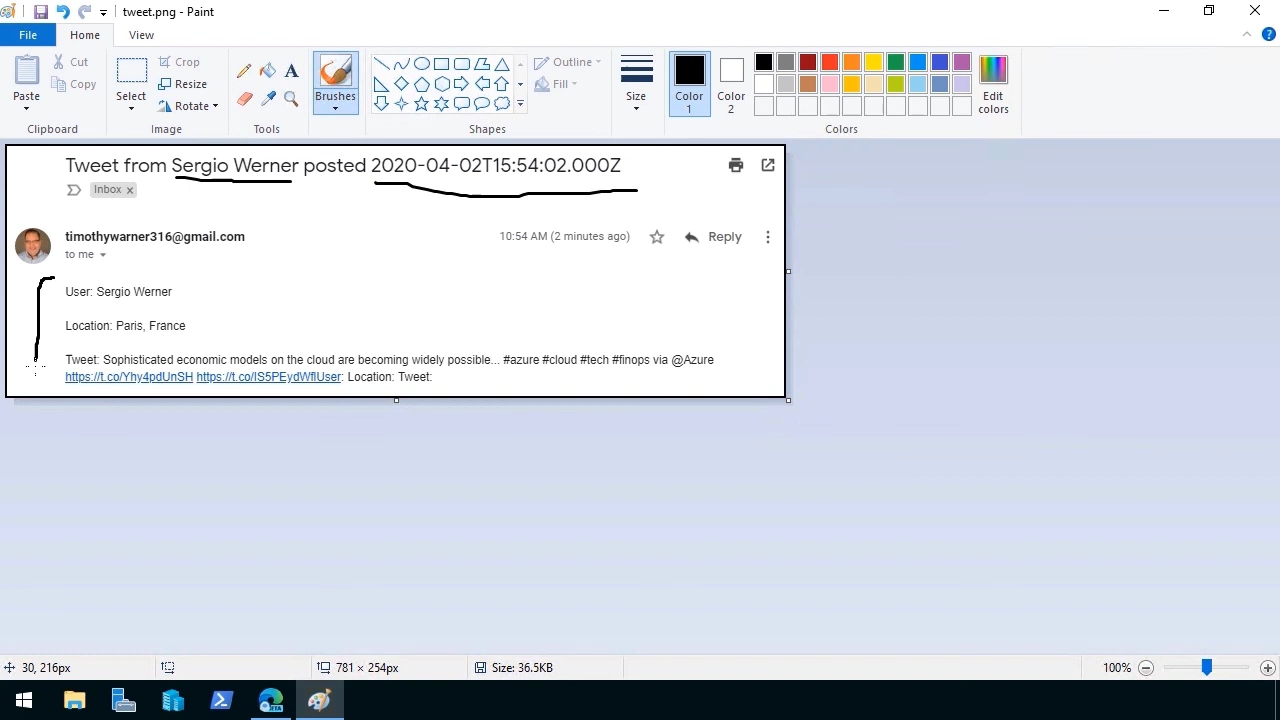 tweet.png - Paint
File
Home
View
Paste
Cut
Copy
Clipboard
Select
Crop
Resize
Rotate
Image
A
Tools
Brushes
Outline
Fill
Shapes
Size
Color 1
Color 2
Edit colors
Colors
Tweet from Sergio Werner posted 2020-04-02T15:54:02.000Z
Inbox x
timothywarner316@gmail.com
10:54 AM (2 minutes ago)
Reply
to me
User: Sergio Werner
Location: Paris, France
Tweet: Sophisticated economic models on the cloud are becoming widely possible... #azure #cloud #tech #finops via @Azure
https://t.co/Yhy4pdUnSH https://t.co/IS5PEydWflUser: Location: Tweet:
30, 216px
781 × 254px
Size: 36.5KB
100%